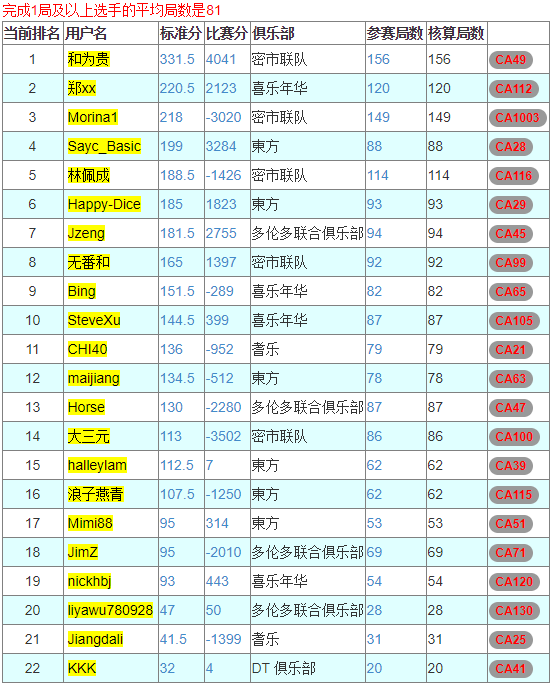 完成1局及以上选手的平均局数是81
当前排名 用户名 标准分 比赛分 俱乐部 参赛局数 核算局数
1 和为贵 331.5 4041 密市联队 156 156 CA49
2 郑xx 220.5 2123 喜乐年华 120 120 CA112
3 Morina1 218 -3020 密市联队 149 149 CA1003
4 Sayc_Basic 199 3284 東方 88 88 CA28
5 林佩成 188.5 -1426 密市联队 114 114 CA116
6 Happy-Dice 185 1823 東方 93 93 CA29
7 Jzeng 181.5 2755 多伦多联合俱乐部 94 94 CA45
8 无番和 165 1397 密市联队 92 92 CA99
9 Bing 151.5 -289 喜乐年华 82 82 CA65
10 SteveXu 144.5 399 喜乐年华 87 87 CA105
11 CHI40 136 -952 耆乐 79 79 CA21
12 maijiang 134.5 -512 東方 78 78 CA63
13 Horse 130 -2280 多伦多联合俱乐部 87 87 CA47
14 大三元 113 -3502 密市联队 86 86 CA100
15 halleylam 112.5 7 東方 62 62 CA39
16 浪子燕青 107.5 -1250 東方 62 62 CA115
17 Mimi88 95 314 東方 53 53 CA51
18 JimZ 95 -2010 多伦多联合俱乐部 69 69 CA71
19 nickhbj 93 443 喜乐年华 54 54 CA120
20 liyawu780928 47 50 多伦多联合俱乐部 28 28 CA130
21 Jiangdali 41.5 -1399 耆乐 31 31 CA25
22 KKK 32 4 DT 俱乐部 20 20 CA41